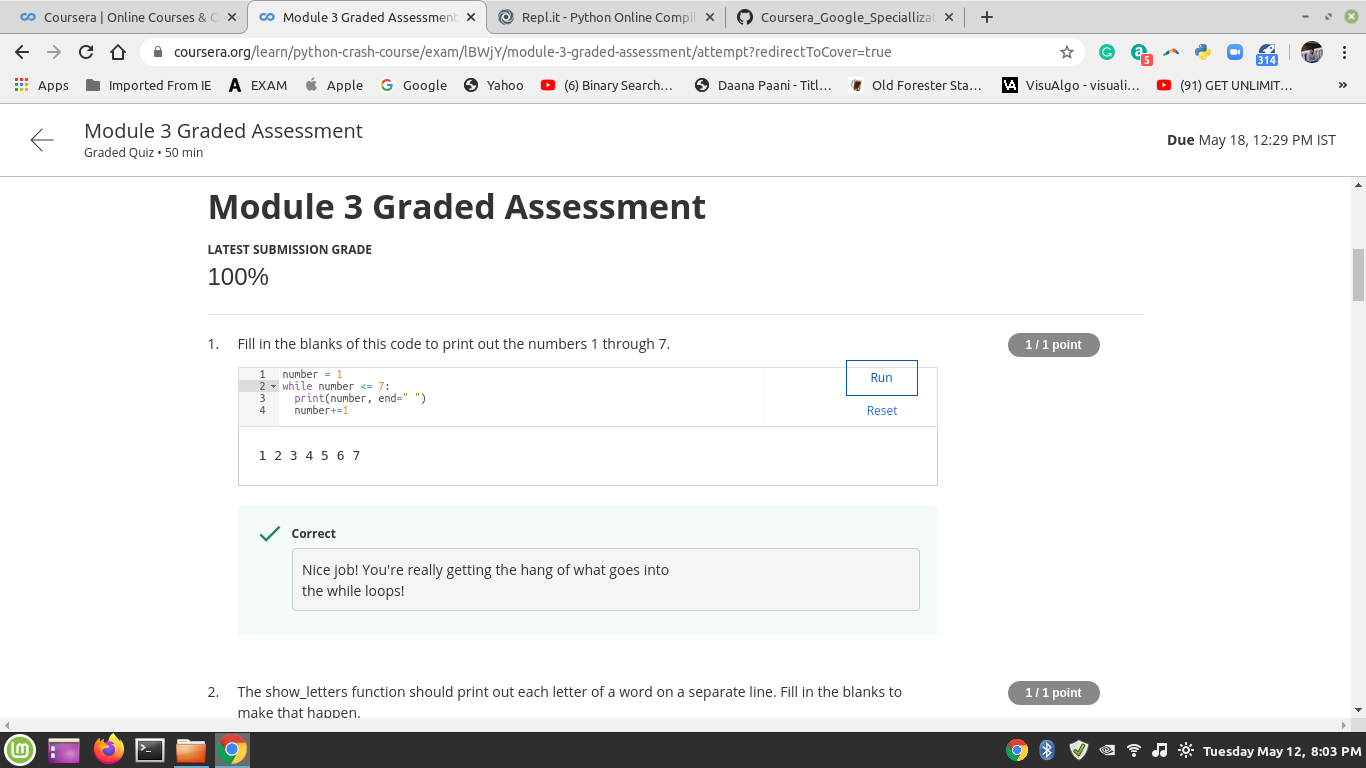 Coursera | Online Courses & C
Module 3 Graded Assessment
Repl.it - Python Online Compil
Coursera_Google_Speciallizat
coursera.org/learn/python-crash-course/exam/lBWjY/module-3-graded-assessment/attempt?redirectToCover=true
5
314
Apps
Imported From IE
EXAM
Apple
Google
Yahoo
(6) Binary Search...
Daana Paani - Titl...
Old Forester Sta...
VisuAlgo - visuali...
(91) GET UNLIMIT...
»
Module 3 Graded Assessment
Graded Quiz • 50 min
Due May 18, 12:29 PM IST
Module 3 Graded Assessment
LATEST SUBMISSION GRADE
100%
1. Fill in the blanks of this code to print out the numbers 1 through 7.
1 / 1 point
1 number = 1
2 while number <= 7:
3 print(number, end=" ")
4 number+=1
Run
Reset
1 2 3 4 5 6 7
Correct
Nice job! You're really getting the hang of what goes into
the while loops!
2. The show_letters function should print out each letter of a word on a separate line. Fill in the blanks to
make that happen.
1 / 1 point
Tuesday May 12, 8:03 PM